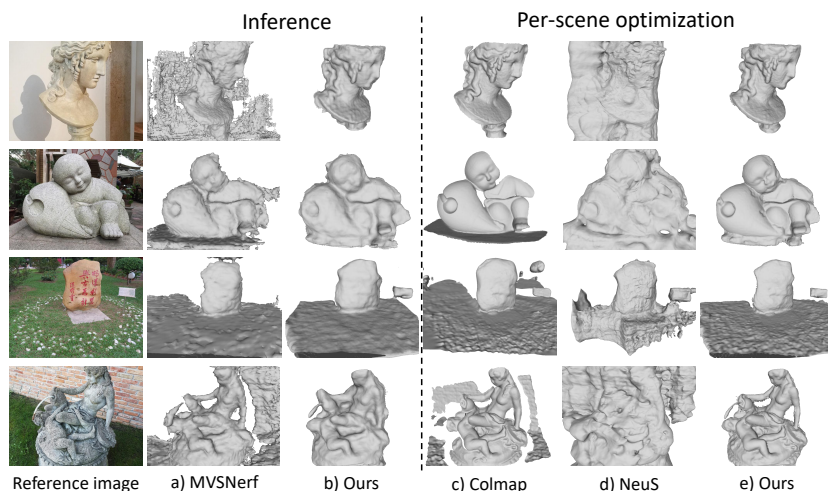 Inference
Per-scene optimization
Reference image
a) MVSNerf
b) Ours
c) Colmap
d) NeuS
e) Ours